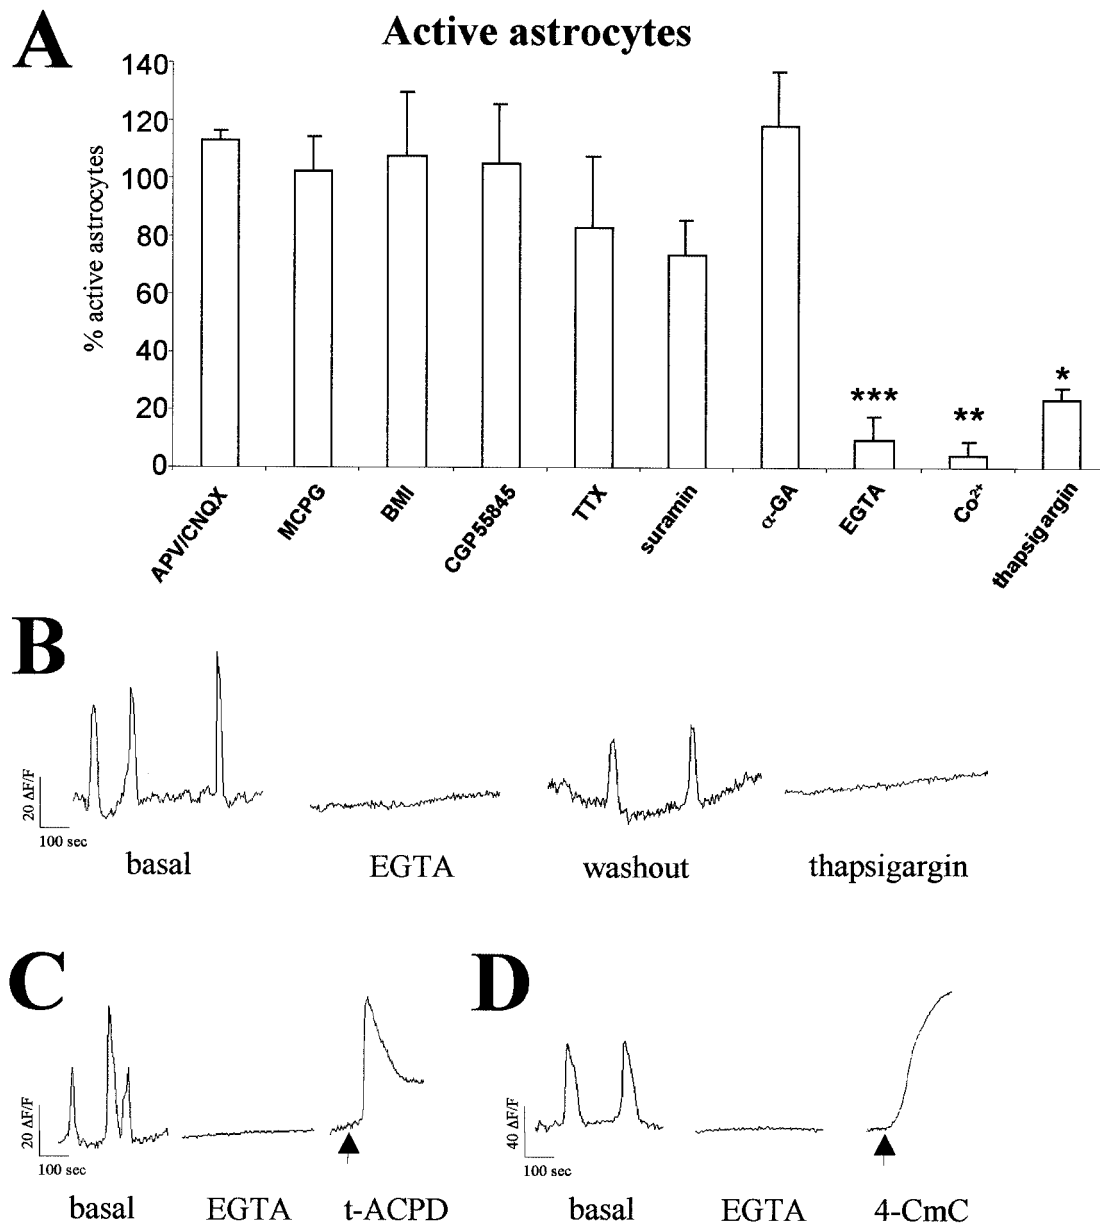 A
Active astrocytes
% active astrocytes
140
120
100
80
60
40
20
0
*** ** *
APV/CNQX MCPG BMI CGP55845 TTX suramin α-GA EGTA Co2+ thapsigargin
B
20 ΔF/F
100 sec
basal EGTA washout thapsigargin
C
20 ΔF/F
100 sec
basal EGTA t-ACPD
D
40 ΔF/F
100 sec
basal EGTA 4-CmC